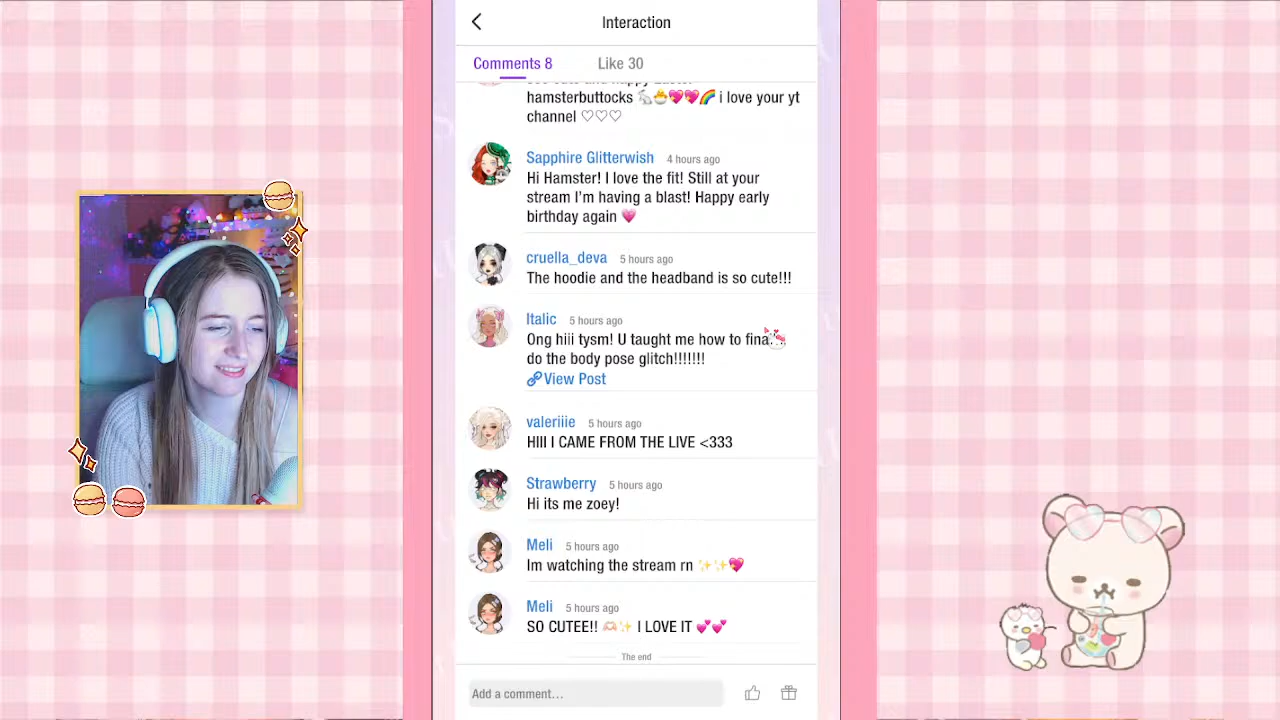 Interaction
Comments 8
Like 30
hamsterbuttocks 🐇🐣💖💖🌈 i love your yt
channel ♡♡♡
Sapphire Glitterwish 4 hours ago
Hi Hamster! I love the fit! Still at your
stream I'm having a blast! Happy early
birthday again 💗
cruella_deva 5 hours ago
The hoodie and the headband is so cute!!!
Italic 5 hours ago
Ong hiii tysm! U taught me how to fina
do the body pose glitch!!!!!!!
🔗View Post
valeriiie 5 hours ago
HIII I CAME FROM THE LIVE <333
Strawberry 5 hours ago
Hi its me zoey!
Meli 5 hours ago
Im watching the stream rn ✨✨💖
Meli 5 hours ago
SO CUTEE!! 🫶🏻✨ I LOVE IT 💕💕
The end
Add a comment...